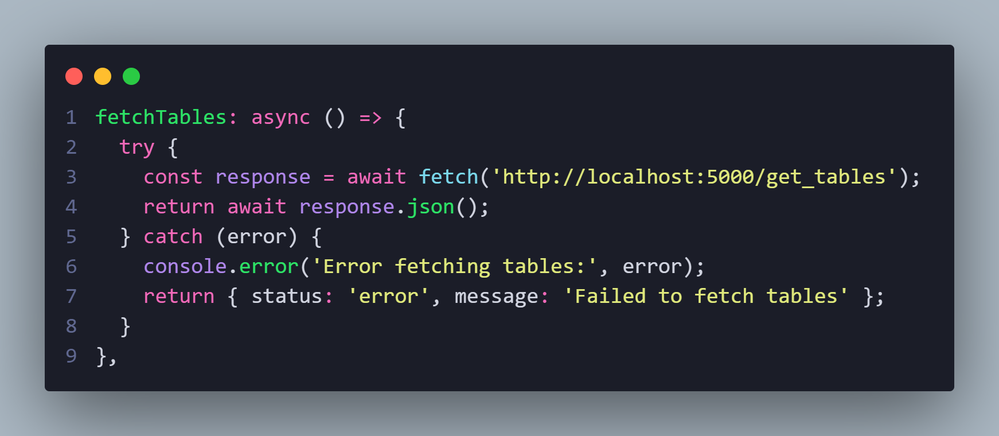 1 fetchTables: async () => {
2   try {
3     const response = await fetch('http://localhost:5000/get_tables');
4     return await response.json();
5   } catch (error) {
6     console.error('Error fetching tables:', error);
7     return { status: 'error', message: 'Failed to fetch tables' };
8   }
9 },